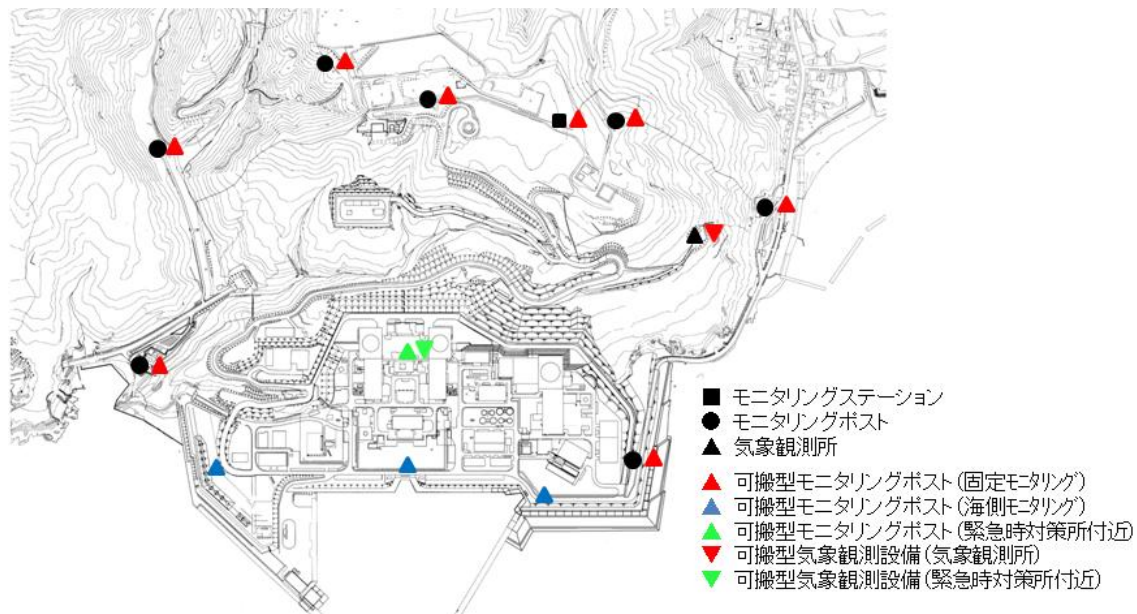 モニタリングステーション
モニタリングポスト
気象観測所
可搬型モニタリングポスト(固定モニタリング)
可搬型モニタリングポスト(海側モニタリング)
可搬型モニタリングポスト(緊急時対策所付近)
可搬型気象観測設備(気象観測所)
可搬型気象観測設備(緊急時対策所付近)